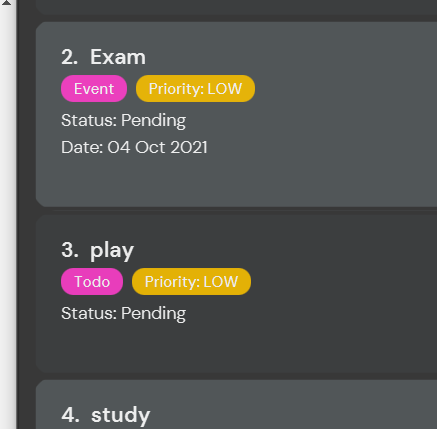 2. Exam
Event Priority: LOW
Status: Pending
Date: 04 Oct 2021
3. play
Todo Priority: LOW
Status: Pending
4. study